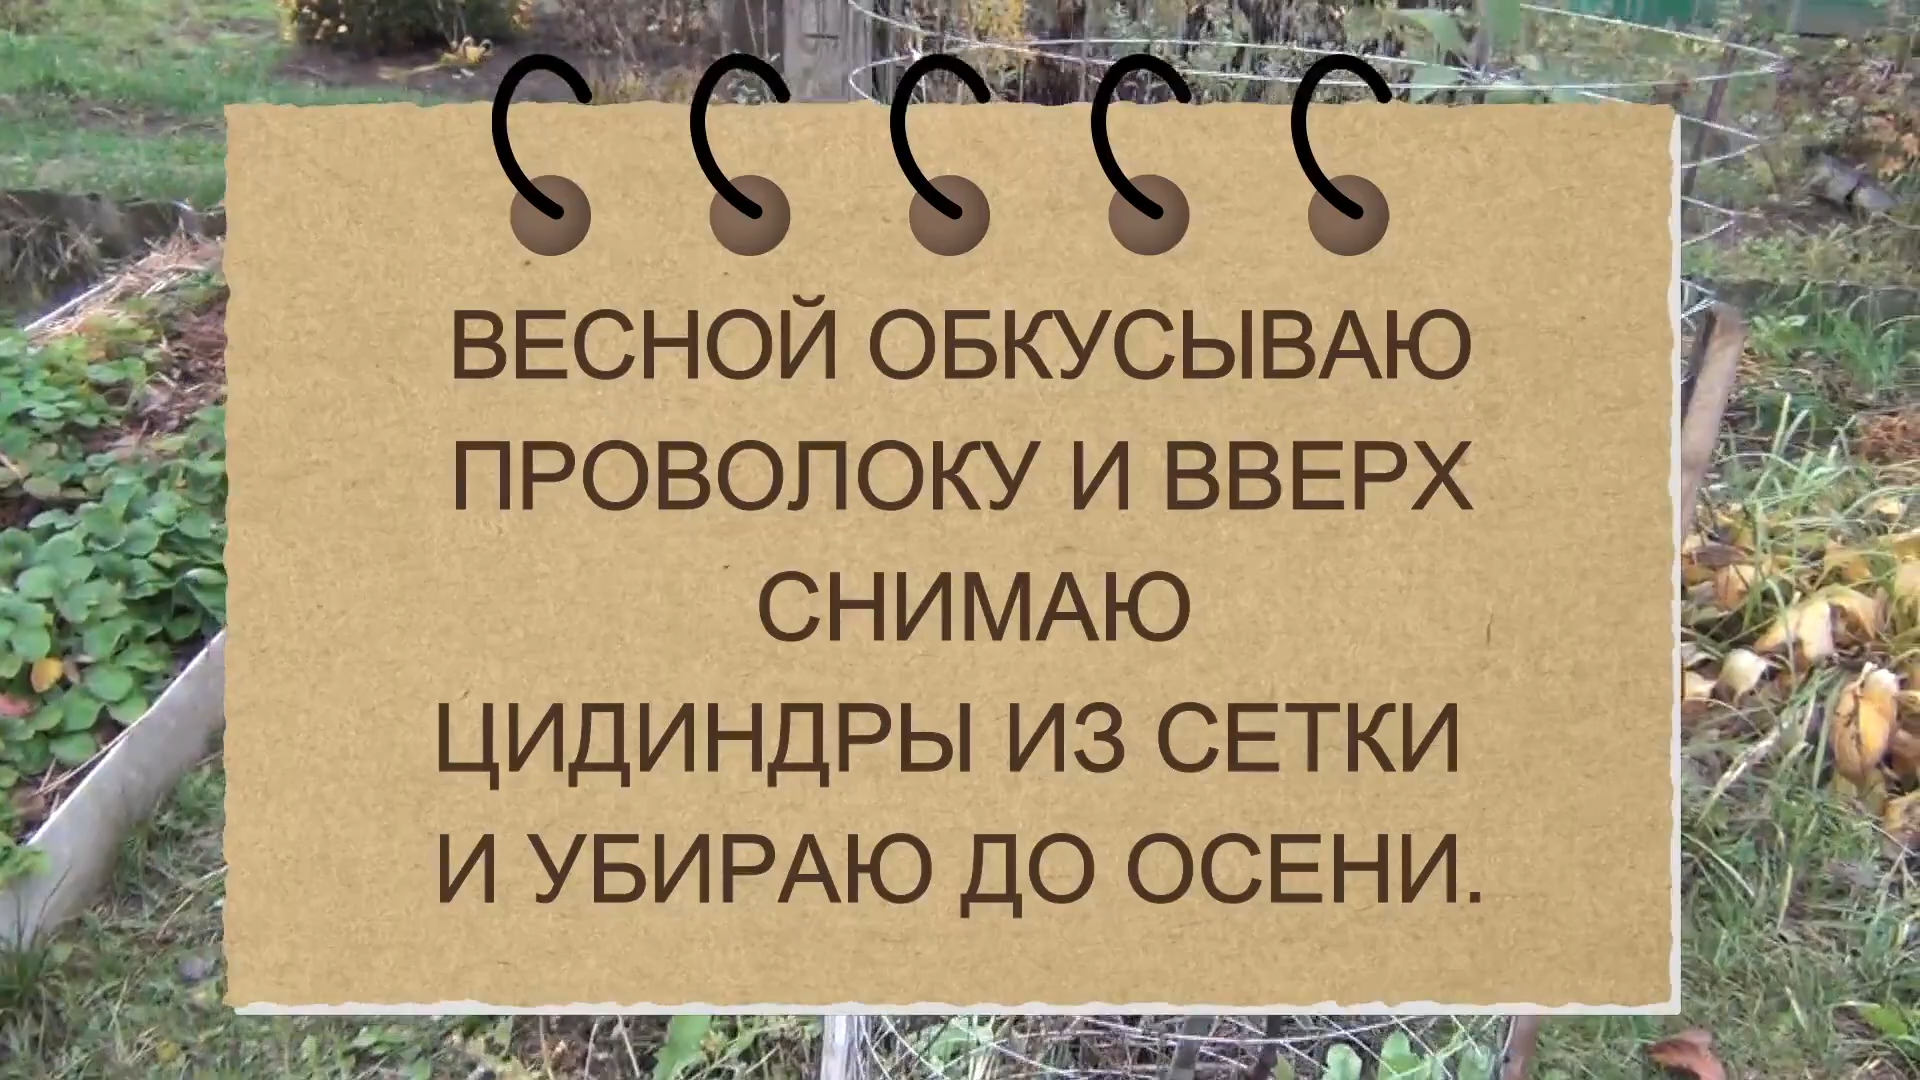 ВЕСНОЙ ОБКУСЫВАЮ
ПРОВОЛОКУ И ВВЕРХ
СНИМАЮ
ЦИДИНДРЫ ИЗ СЕТКИ
И УБИРАЮ ДО ОСЕНИ.